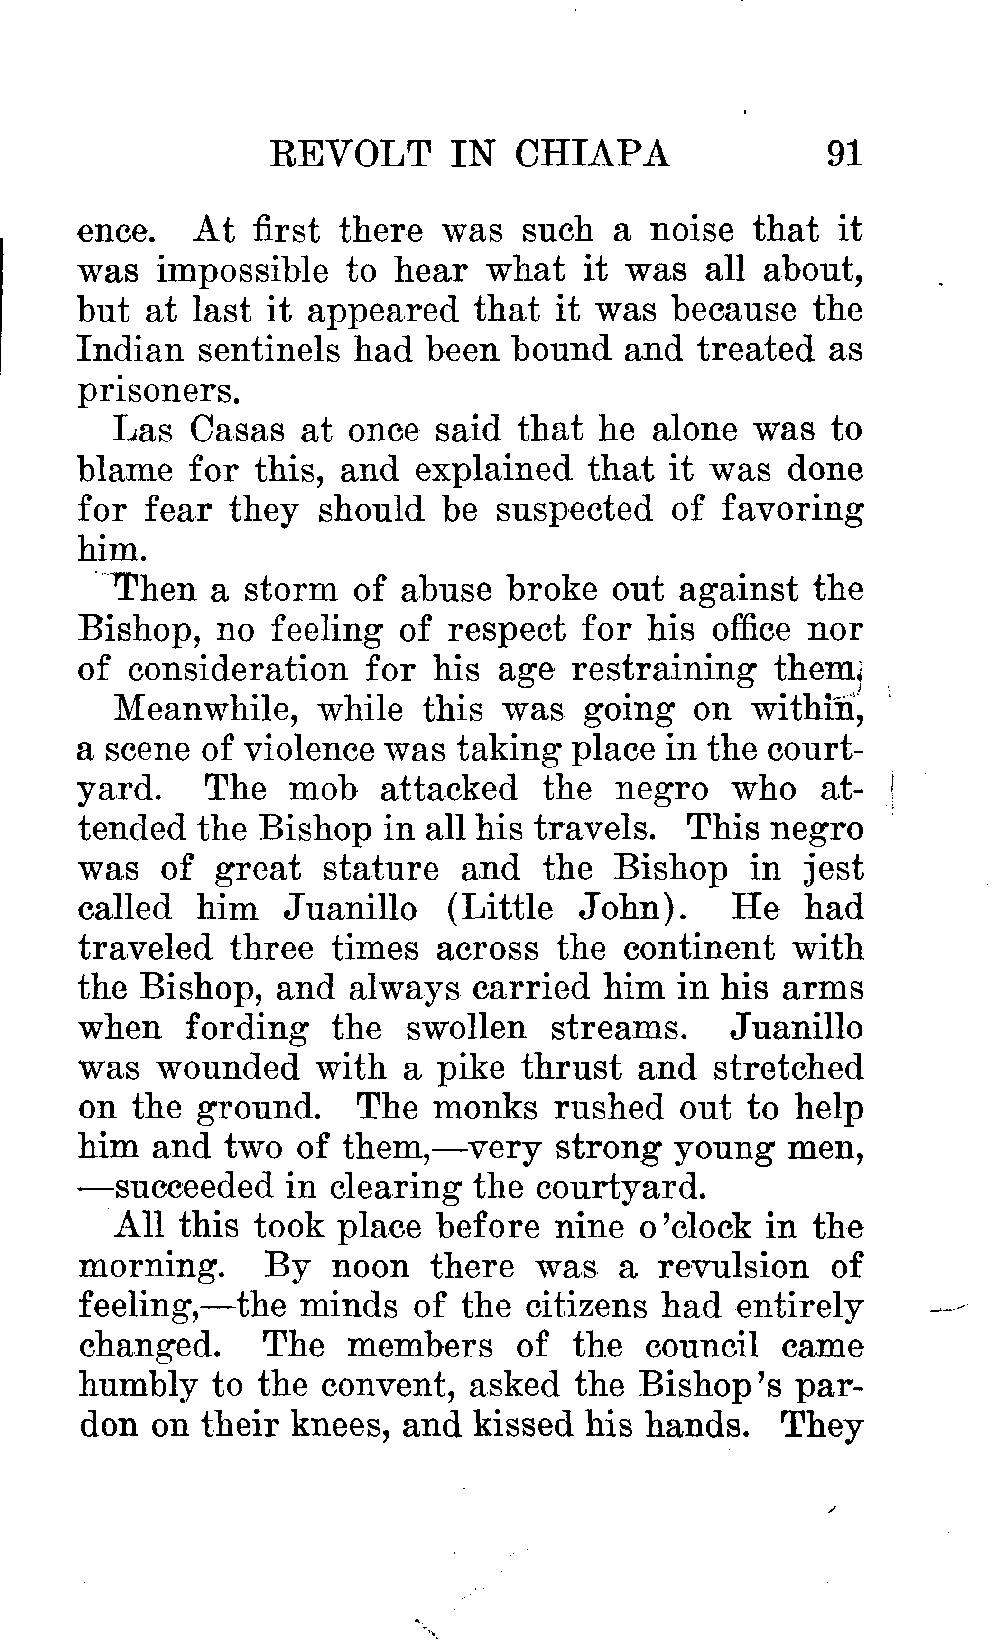 REVOLT IN CHIAPA 91
ence. At first there was such a noise that it
was impossible to hear what it was all about,
but at last it appeared that it was because the
Indian sentinels had been bound and treated as
prisoners.
Las Casas at once said that he alone was to
blame for this, and explained that it was done
for fear they should be suspected of favoring
him.
Then a storm of abuse broke out against the
Bishop, no feeling of respect for his office nor
of consideration for his age restraining them.
Meanwhile, while this was going on within,
a scene of violence was taking place in the court-
yard. The mob attacked the negro who at-
tended the Bishop in all his travels. This negro
was of great stature and the Bishop in jest
called him Juanillo (Little John). He had
traveled three times across the continent with
the Bishop, and always carried him in his arms
when fording the swollen streams. Juanillo
was wounded with a pike thrust and stretched
on the ground. The monks rushed out to help
him and two of them,—very strong young men,
—succeeded in clearing the courtyard.
All this took place before nine o'clock in the
morning. By noon there was a revulsion of
feeling,—the minds of the citizens had entirely
changed. The members of the council came
humbly to the convent, asked the Bishop's par-
don on their knees, and kissed his hands. They